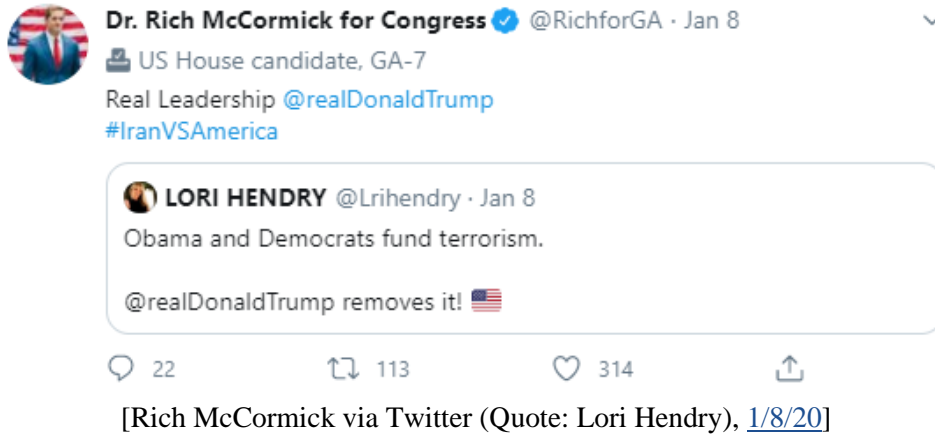 Dr. Rich McCormick for Congress @RichforGA · Jan 8
US House candidate, GA-7
Real Leadership @realDonaldTrump
#IranVSAmerica
LORI HENDRY @Lrihendry · Jan 8
Obama and Democrats fund terrorism.
@realDonaldTrump removes it! 🇺🇸
22 113 314
[Rich McCormick via Twitter (Quote: Lori Hendry), 1/8/20]